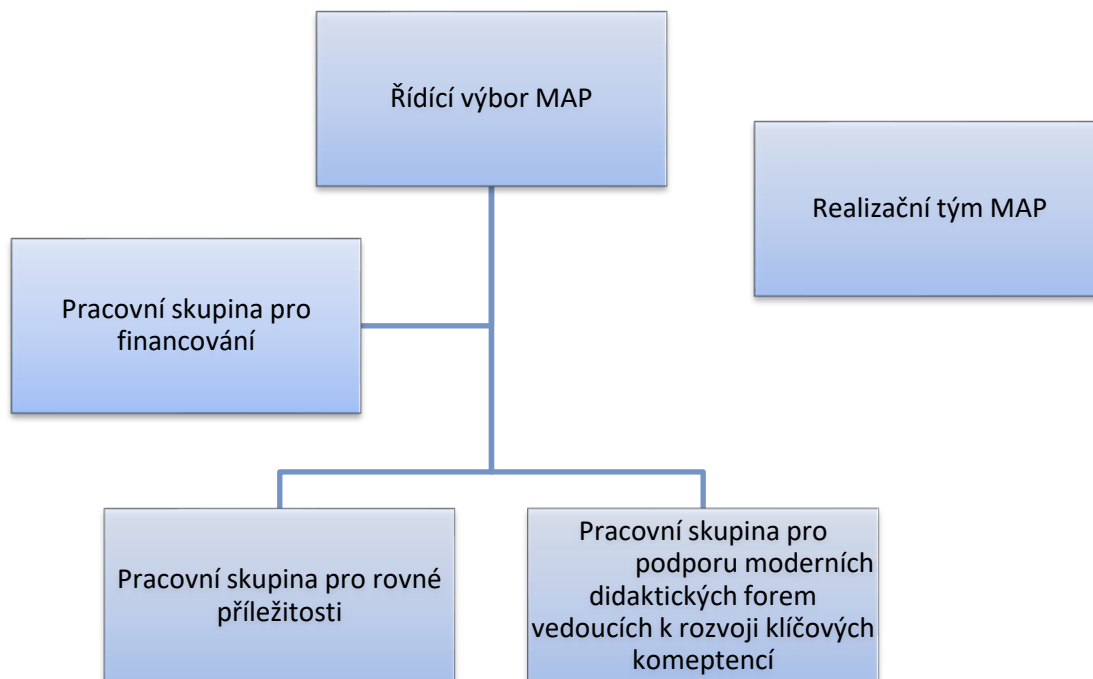 Řídící výbor MAP
Realizační tým MAP
Pracovní skupina pro
financování
Pracovní skupina pro rovné
příležitosti
Pracovní skupina pro
podporu moderních
didaktických forem
vedoucích k rozvoji klíčových
komeptencí